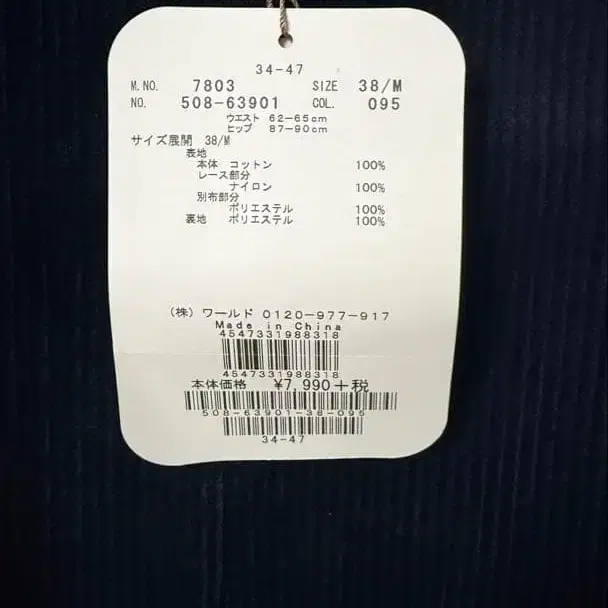 34-47
M.NO. 7803 SIZE 38/M
NO. 508-63901 COL. 095
ウエスト 62-65cm
ヒップ 87-90cm
サイズ展開 38/M
表地
本体 コットン 100%
レース部分
ナイロン 100%
別布部分
ポリエステル 100%
裏地 ポリエステル 100%
(株) ワールド 0120-977-917
Made in China
4547331988318
4547331988318
本体価格 ¥7,990+税
508-63901-38-095
34-47